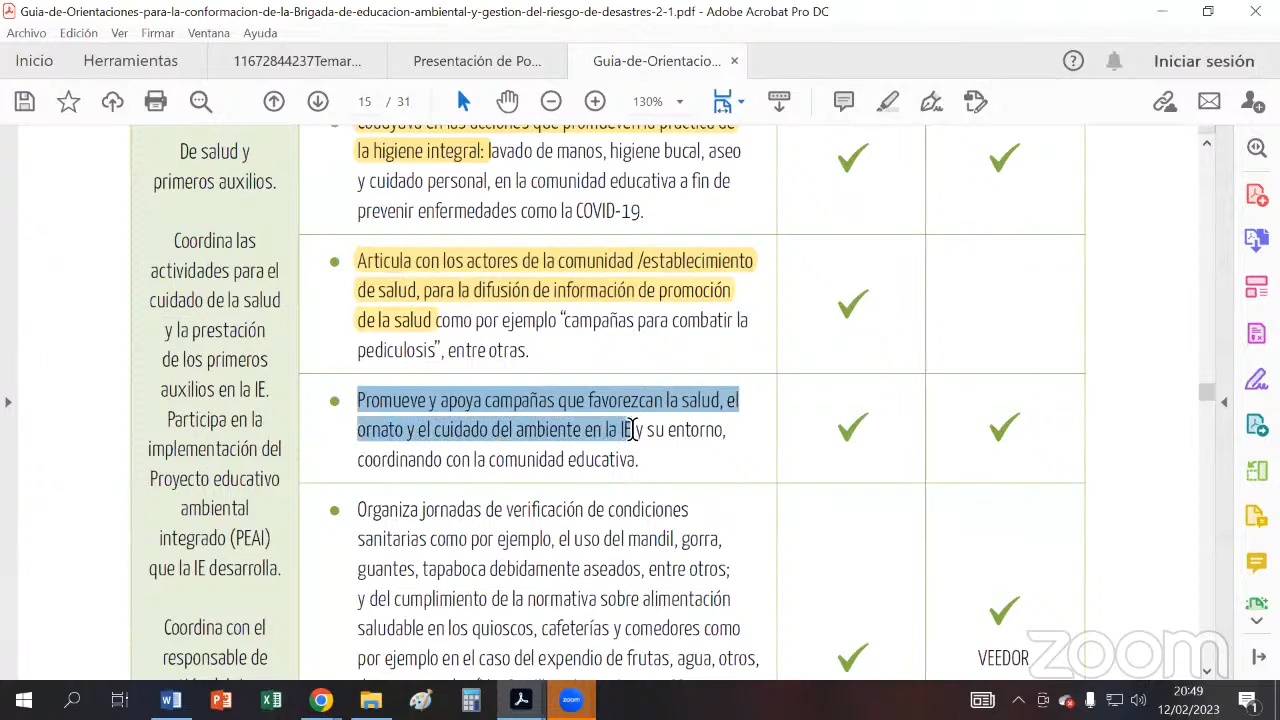 Guia-de-Orientaciones-para-la-conformacion-de-la-Brigada-de-educacion-ambiental-y-gestion-del-riesgo-de-desastres-2-1.pdf - Adobe Acrobat Pro DC
Archivo Edición Ver Firmar Ventana Ayuda
Inicio Herramientas 11672844237Temar... Presentación de Po... Guia-de-Orientacio... × Iniciar sesión
15 / 31 130%
De salud y
primeros auxilios.
Coordina las
actividades para el
cuidado de la salud
y la prestación
de los primeros
auxilios en la IE.
Participa en la
implementación del
Proyecto educativo
ambiental
integrado (PEAI)
que la IE desarrolla.
Coordina con el
responsable de
coadyuva en las acciones que promueven la práctica de
la higiene integral: lavado de manos, higiene bucal, aseo
y cuidado personal, en la comunidad educativa a fin de
prevenir enfermedades como la COVID-19.
Articula con los actores de la comunidad /establecimiento
de salud, para la difusión de información de promoción
de la salud como por ejemplo “campañas para combatir la
pediculosis”, entre otras.
Promueve y apoya campañas que favorezcan la salud, el
ornato y el cuidado del ambiente en la IE y su entorno,
coordinando con la comunidad educativa.
Organiza jornadas de verificación de condiciones
sanitarias como por ejemplo, el uso del mandil, gorra,
guantes, tapaboca debidamente aseados, entre otros;
y del cumplimiento de la normativa sobre alimentación
saludable en los quioscos, cafeterías y comedores como
por ejemplo en el caso del expendio de frutas, agua, otros,
VEEDOR
zoom
zoom
20:49
12/02/2023
1